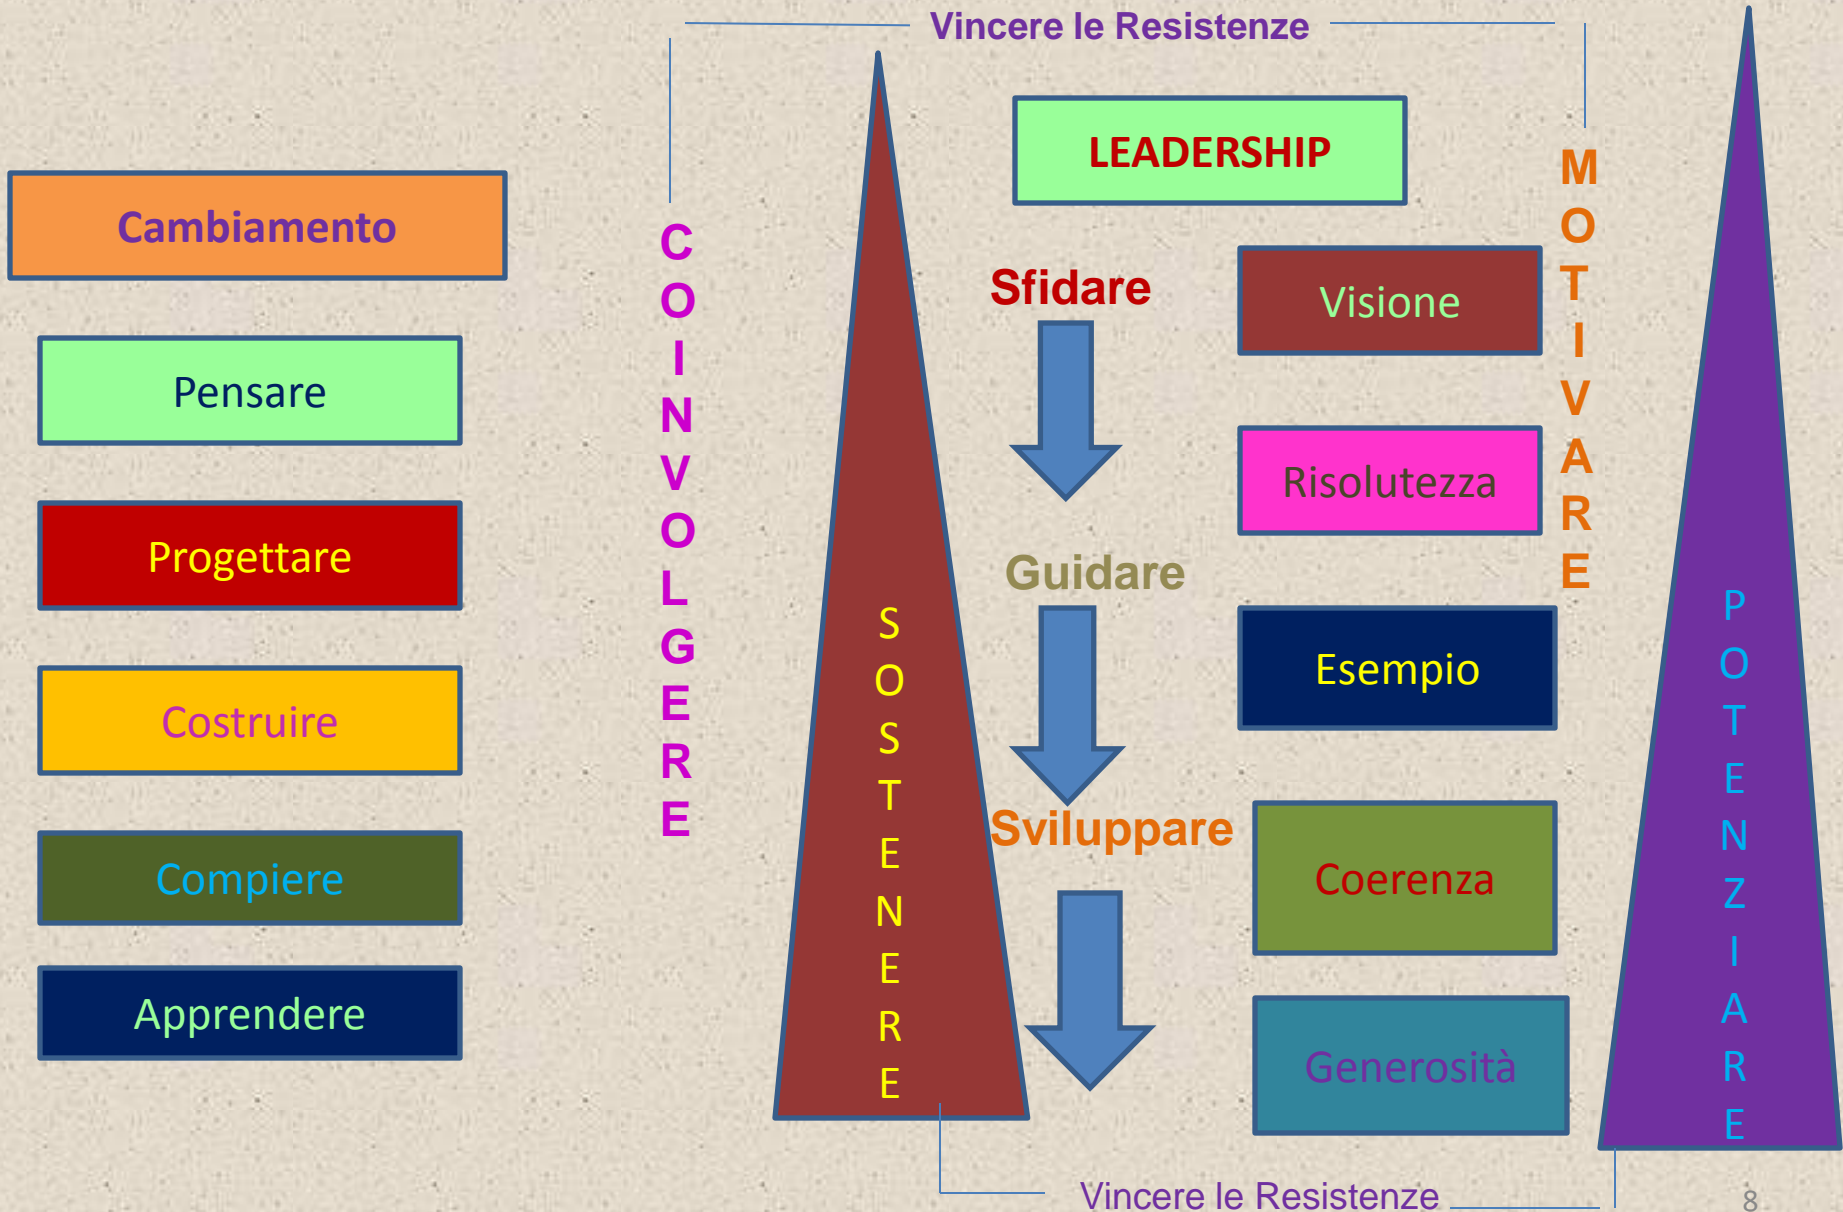 Vincere le Resistenze
LEADERSHIP
Cambiamento
Pensare
Progettare
Costruire
Compiere
Apprendere
COINVOLGERE
SOSTENERE
Sfidare
Guidare
Sviluppare
Visione
Risolutezza
Esempio
Coerenza
Generosità
MOTIVARE
POTENZIARE
Vincere le Resistenze
8